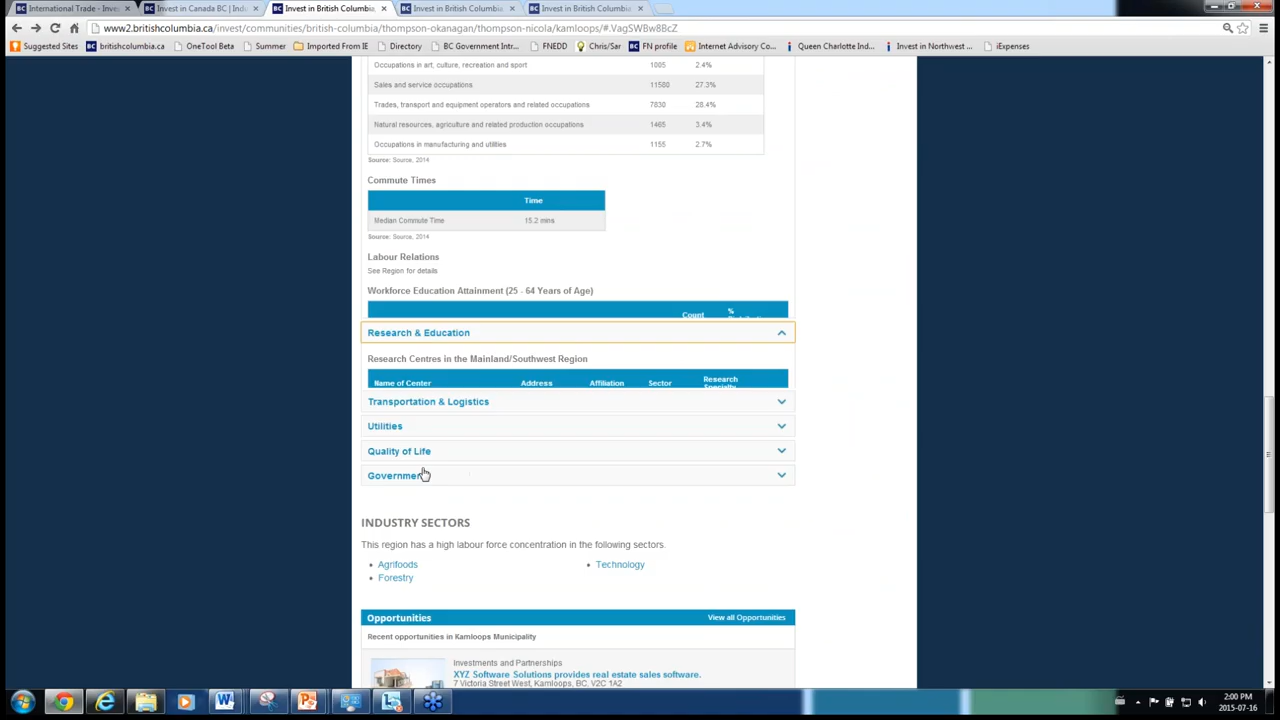 International Trade - Inves
Invest in Canada BC | Indu
Invest in British Columbia,
Invest in British Columbia
Invest in British Columbia,
www2.britishcolumbia.ca/invest/communities/british-columbia/thompson-okanagan/thompson-nicola/kamloops/#.VagSWBw8BcZ
Suggested Sites
britishcolumbia.ca
OneTool Beta
Summer
Imported From IE
Directory
BC Government Intr...
FNEDD
Chris/Sar
FN profile
Internet Advisory Co...
Queen Charlotte Ind...
Invest in Northwest ...
iExpenses
Occupations in art, culture, recreation and sport 1005 2.4%
Sales and service occupations 11580 27.3%
Trades, transport and equipment operators and related occupations 7830 28.4%
Natural resources, agriculture and related production occupations 1465 3.4%
Occupations in manufacturing and utilities 1155 2.7%
Source: Source, 2014
Commute Times
Time
Median Commute Time 15.2 mins
Source: Source, 2014
Labour Relations
See Region for details
Workforce Education Attainment (25 - 64 Years of Age)
Count %
Research & Education
Research Centres in the Mainland/Southwest Region
Name of Center Address Affiliation Sector Research Specialty
Transportation & Logistics
Utilities
Quality of Life
Government
INDUSTRY SECTORS
This region has a high labour force concentration in the following sectors.
• Agrifoods • Technology
• Forestry
Opportunities View all Opportunities
Recent opportunities in Kamloops Municipality
Investments and Partnerships
XYZ Software Solutions provides real estate sales software.
7 Victoria Street West, Kamloops, BC, V2C 1A2
2:00 PM
2015-07-16